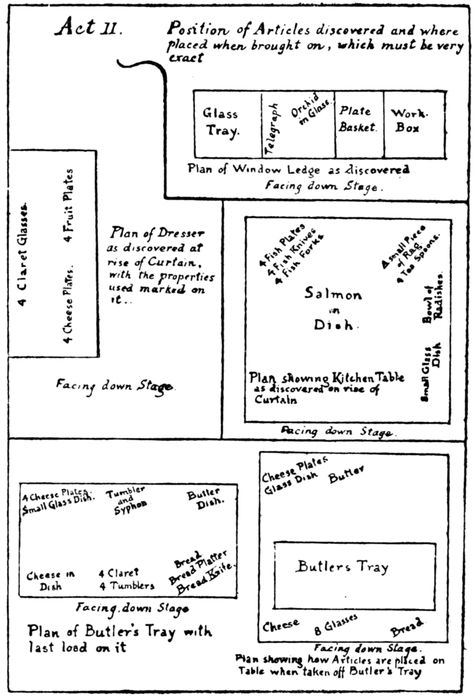 Act II.
Position of Articles discovered and where
placed when brought on, which must be very
exact
Glass
Tray.
Telegraph
Orchid
in Glass.
Plate
Basket.
Work
Box
Plan of Window Ledge as discovered
Facing down Stage.
4 Claret Glasses.
4 Fruit Plates
4 Cheese Plates.
Plan of Dresser
as discovered at
rise of Curtain,
with the properties
used marked on
it...
Facing down Stage.
4 Fish Plates
4 Fish Knives
4 Fish Forks
A small Piece
of Rag
4 Tea Spoons.
Salmon
in
Dish.
Bowl of
Radishes.
Small Glass
Dish
Plan showing Kitchen Table
as discovered on rise of
Curtain
Facing down Stage.
4 Cheese Plates.
Small Glass Dish.
Tumbler
and
Syphon
Butter
Dish.
Cheese in
Dish
4 Claret
4 Tumblers
Bread
Bread Platter
Bread Knife.
Facing down Stage
Plan of Butler's Tray with
last load on it
Cheese Plates
Glass Dish
Butter
Butlers Tray
Cheese
8 Glasses
Bread
Facing down Stage.
Plan showing how Articles are placed on
Table when taken off Butler's Tray